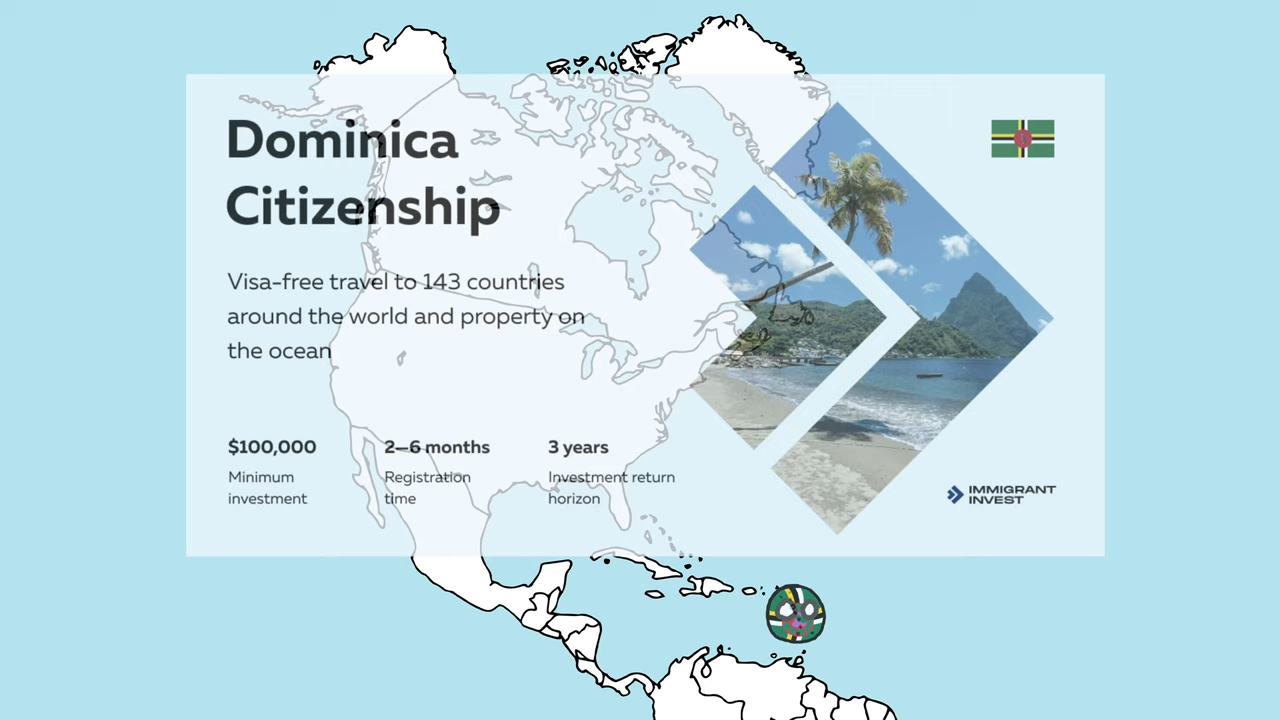 Dominica
Citizenship
Visa-free travel to 143 countries
around the world and property on
the ocean
$100,000
Minimum
investment
2—6 months
Registration
time
3 years
Investment return
horizon
IMMIGRANT
INVEST